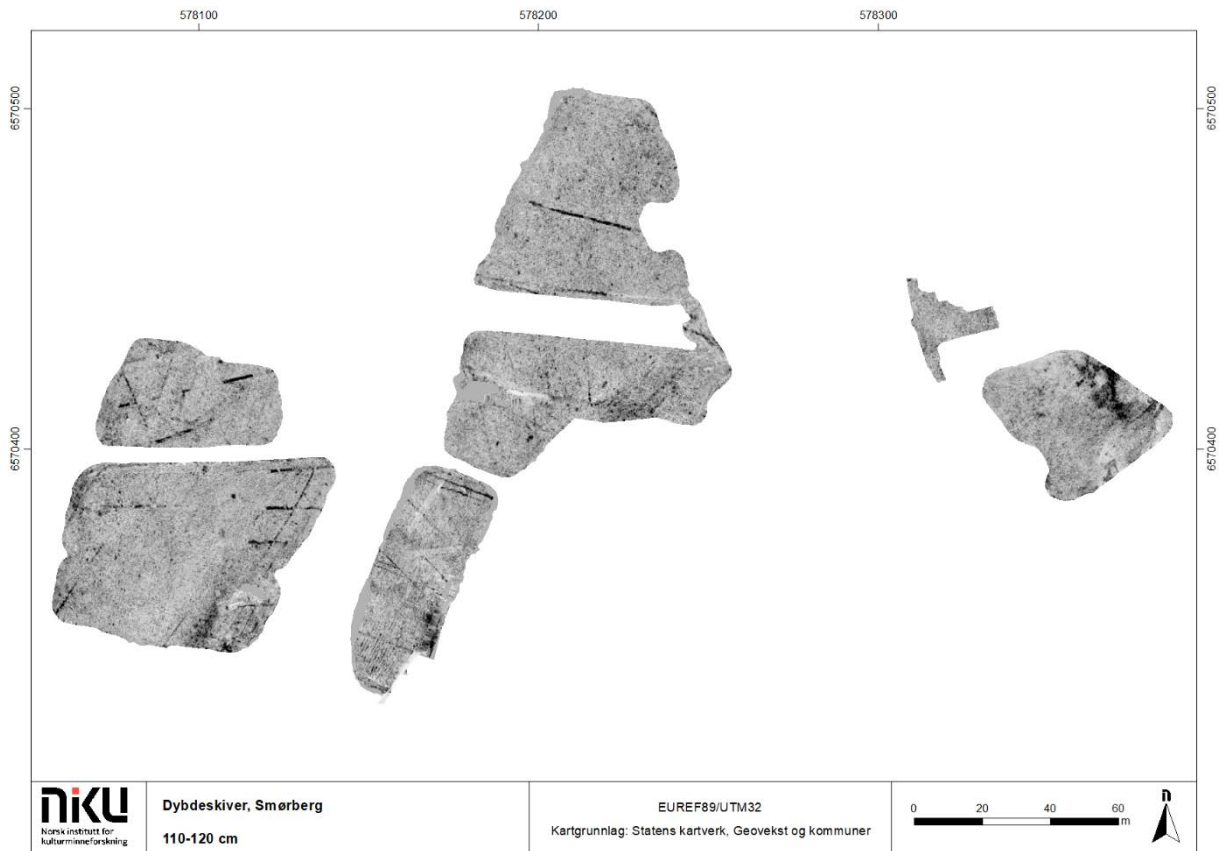 578100
578200
578300
6570500
6570500
6570400
6570400
niku
Norsk institutt for
kulturminneforskning
Dybdeskiver, Smørberg
110-120 cm
EUREF89/UTM32
Kartgrunnlag: Statens kartverk, Geovekst og kommuner
0 20 40 60
m
n